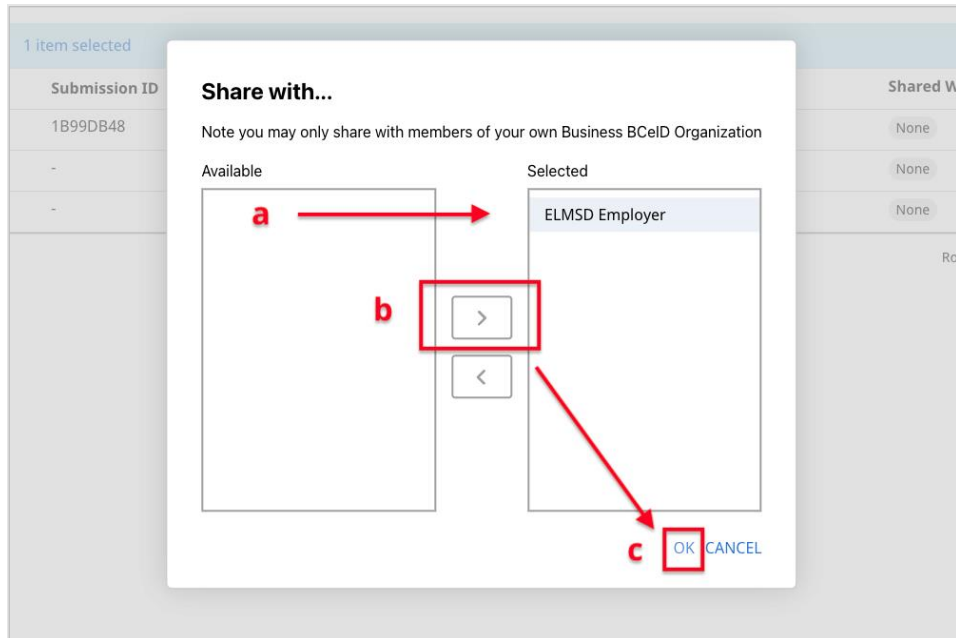 1 item selected
Submission ID
Shared W
1B99DB48
None
-
None
-
None
Ro
Share with...
Note you may only share with members of your own Business BCeID Organization
Available
Selected
a
ELMSD Employer
b
>
<
c
OK CANCEL